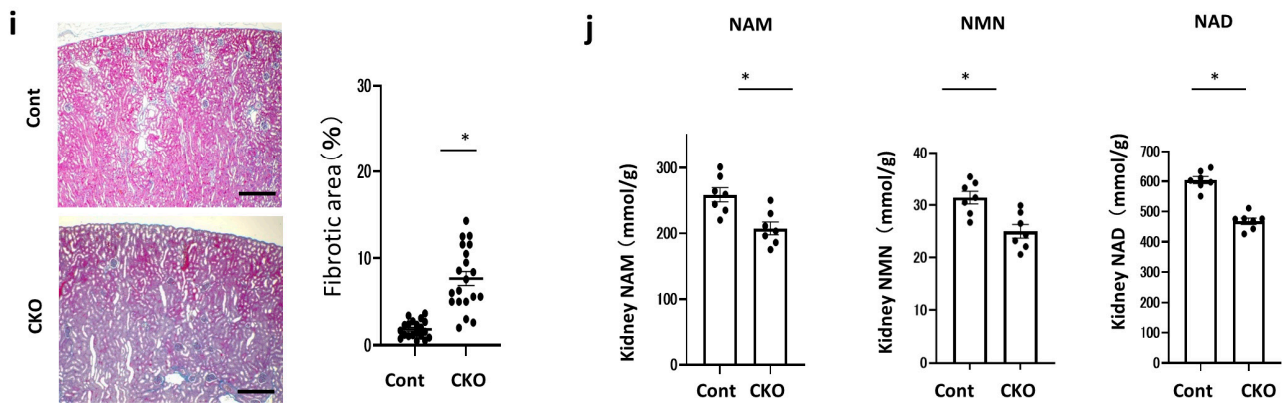 i
Cont
CKO
Fibrotic area (%)
30
20
10
0
Cont CKO
*
j
NAM
*
Kidney NAM (mmol/g)
300
200
100
0
Cont CKO
NMN
*
Kidney NMN (mmol/g)
40
30
20
10
0
Cont CKO
NAD
*
Kidney NAD (mmol/g)
700
600
500
400
300
200
100
0
Cont CKO